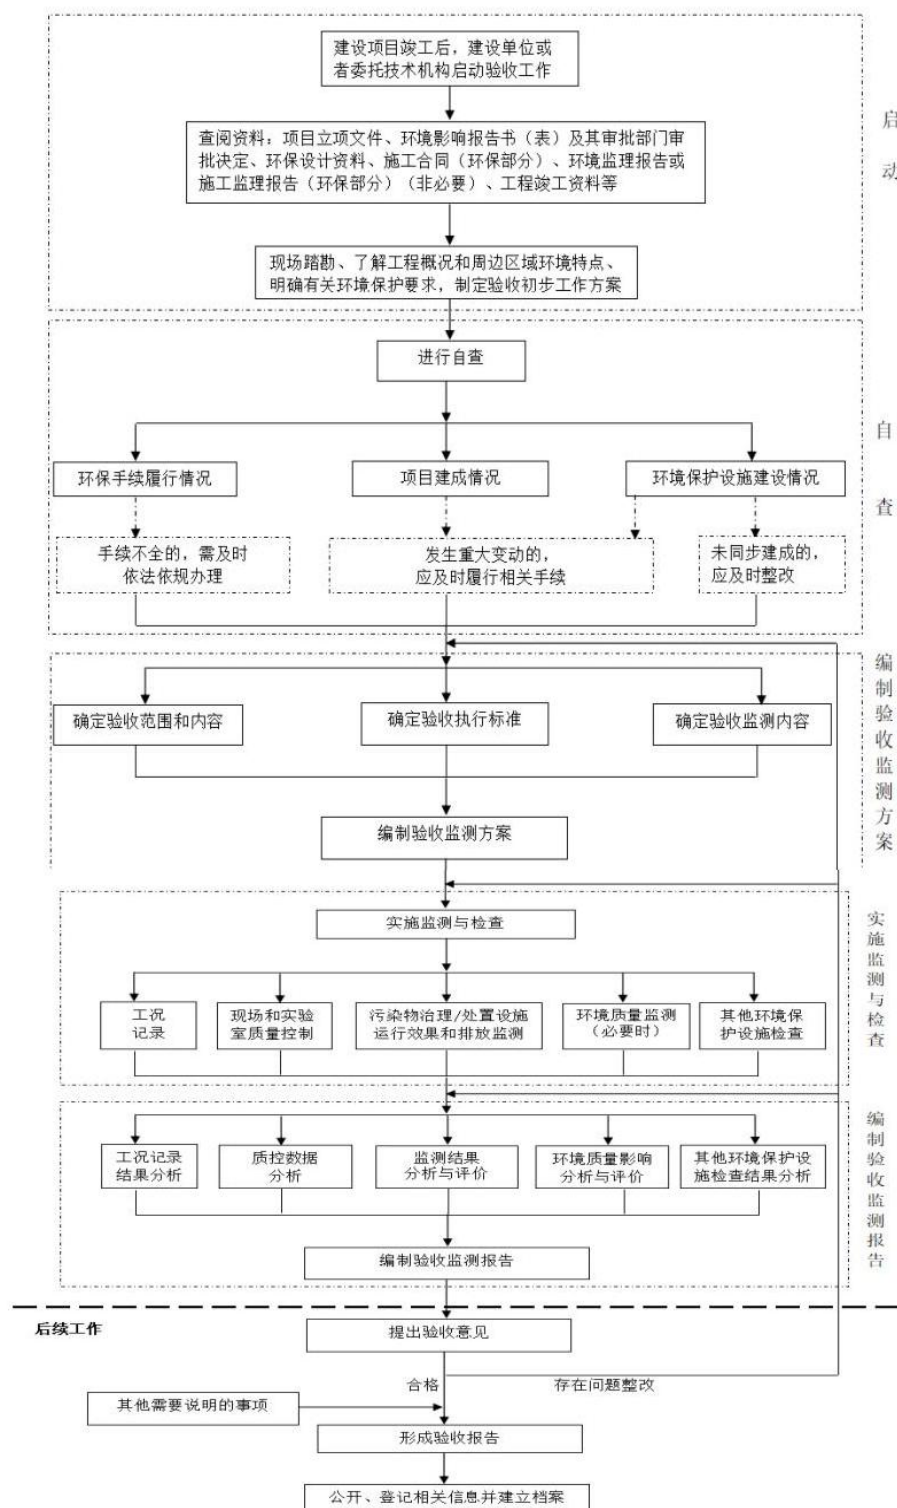 建设项目竣工后，建设单位或
者委托技术机构启动验收工作
启
动
查阅资料：项目立项文件、环境影响报告书（表）及其审批部门审
批决定、环保设计资料、施工合同（环保部分）、环境监理报告或
施工监理报告（环保部分）（非必要）、工程竣工资料等
现场踏勘、了解工程概况和周边区域环境特点、
明确有关环境保护要求，制定验收初步工作方案
进行自查
自
查
环保手续履行情况
项目建成情况
环境保护设施建设情况
手续不全的，需及时
依法依规办理
发生重大变动的，
应及时履行相关手续
未同步建成的，
应及时整改
编制验收监测方案
确定验收范围和内容
确定验收执行标准
确定验收监测内容
编制验收监测方案
实施监测与检查
实施监测与检查
工况
记录
现场和实验
室质量控制
污染物治理/处置设施
运行效果和排放监测
环境质量监测
（必要时）
其他环境保
护设施检查
编制验收监测报告
工况记录
结果分析
质控数据
分析
监测结果
分析与评价
环境质量影响
分析与评价
其他环境保护设
施检查结果分析
编制验收监测报告
后续工作
提出验收意见
合格
存在问题整改
其他需要说明的事项
形成验收报告
公开、登记相关信息并建立档案